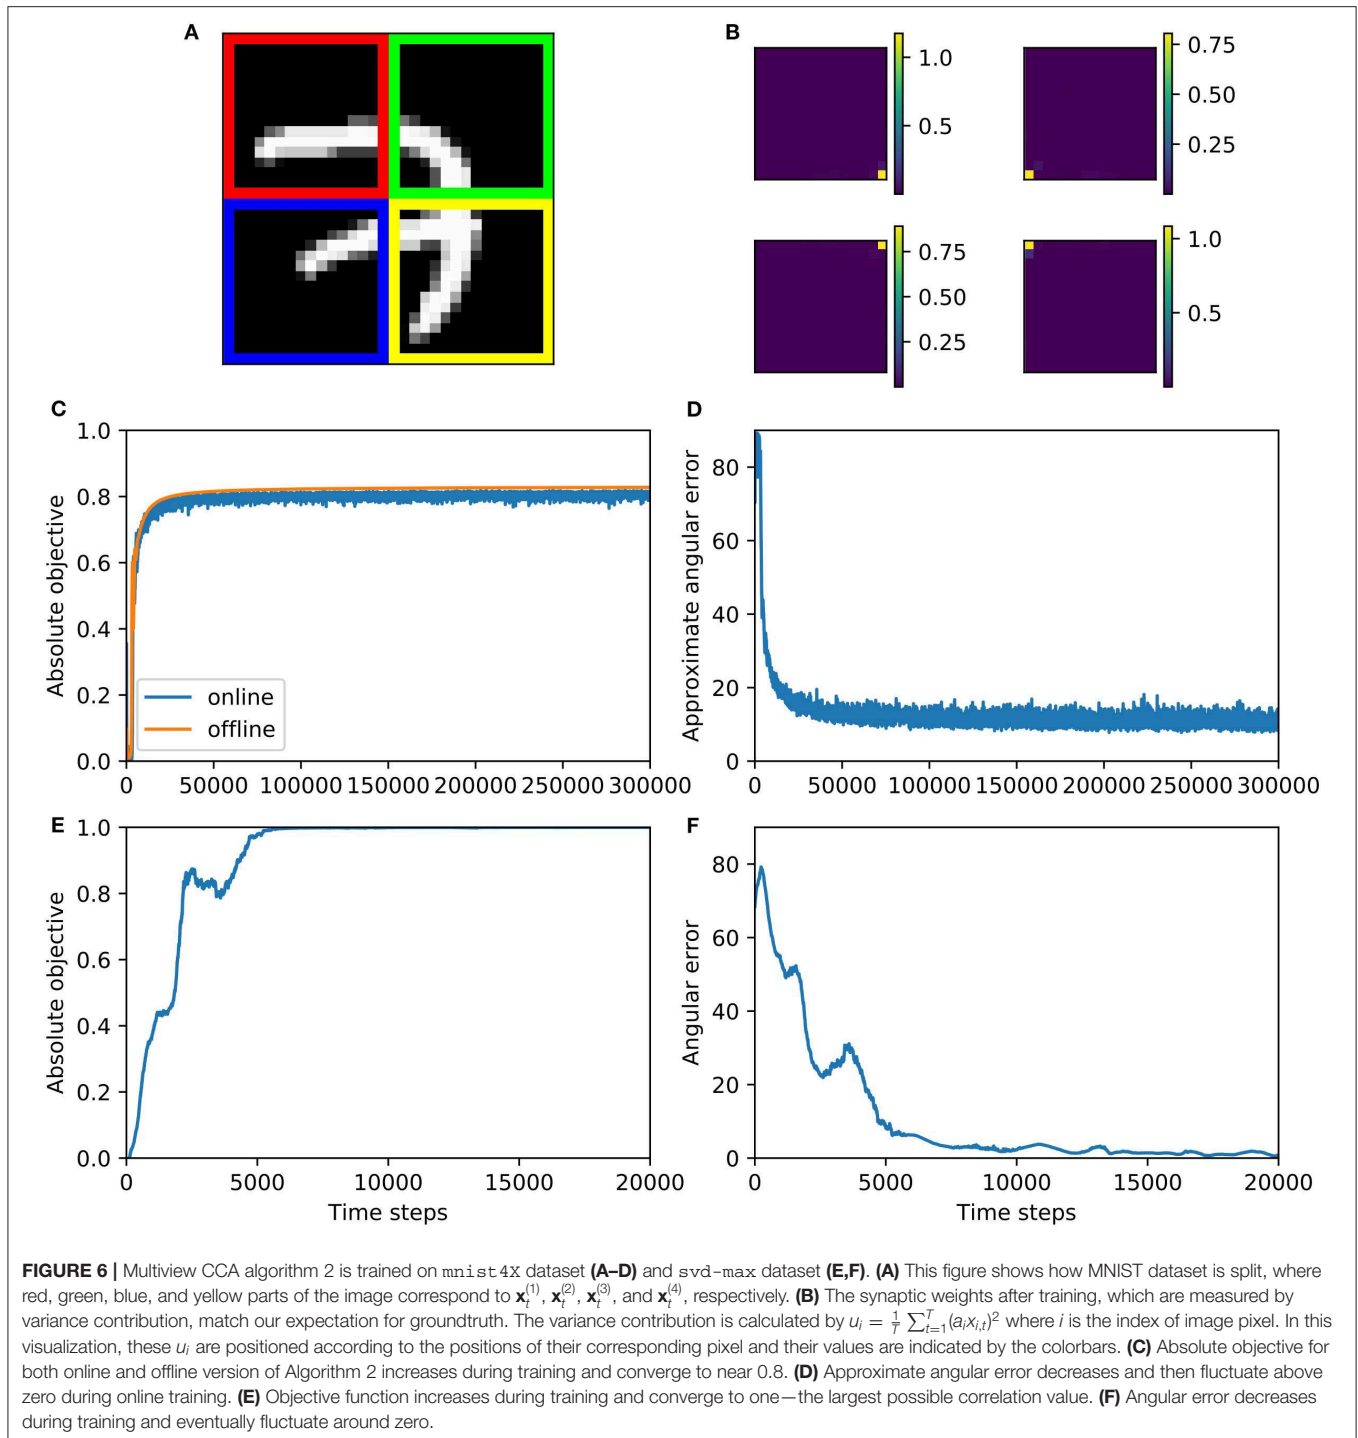 A
B
1.0
0.5
0.75
0.50
0.25
0.75
0.50
0.25
1.0
0.5
C
1.0
0.8
0.6
0.4
0.2
0.0
Absolute objective
online
offline
0 50000 100000 150000 200000 250000 300000
D
80
60
40
20
0
Approximate angular error
0 50000 100000 150000 200000 250000 300000
E
1.0
0.8
0.6
0.4
0.2
0.0
Absolute objective
0 5000 10000 15000 20000
Time steps
F
80
60
40
20
0
Angular error
0 5000 10000 15000 20000
Time steps
FIGURE 6 | Multiview CCA algorithm 2 is trained on mnist4X dataset (A–D) and svd-max dataset (E,F). (A) This figure shows how MNIST dataset is split, where
red, green, blue, and yellow parts of the image correspond to x_t^(1), x_t^(2), x_t^(3), and x_t^(4), respectively. (B) The synaptic weights after training, which are measured by
variance contribution, match our expectation for groundtruth. The variance contribution is calculated by u_i = 1/T ∑_{t=1}^T (a_i x_{i,t})^2 where i is the index of image pixel. In this
visualization, these u_i are positioned according to the positions of their corresponding pixel and their values are indicated by the colorbars. (C) Absolute objective for
both online and offline version of Algorithm 2 increases during training and converge to near 0.8. (D) Approximate angular error decreases and then fluctuate above
zero during online training. (E) Objective function increases during training and converge to one—the largest possible correlation value. (F) Angular error decreases
during training and eventually fluctuate around zero.